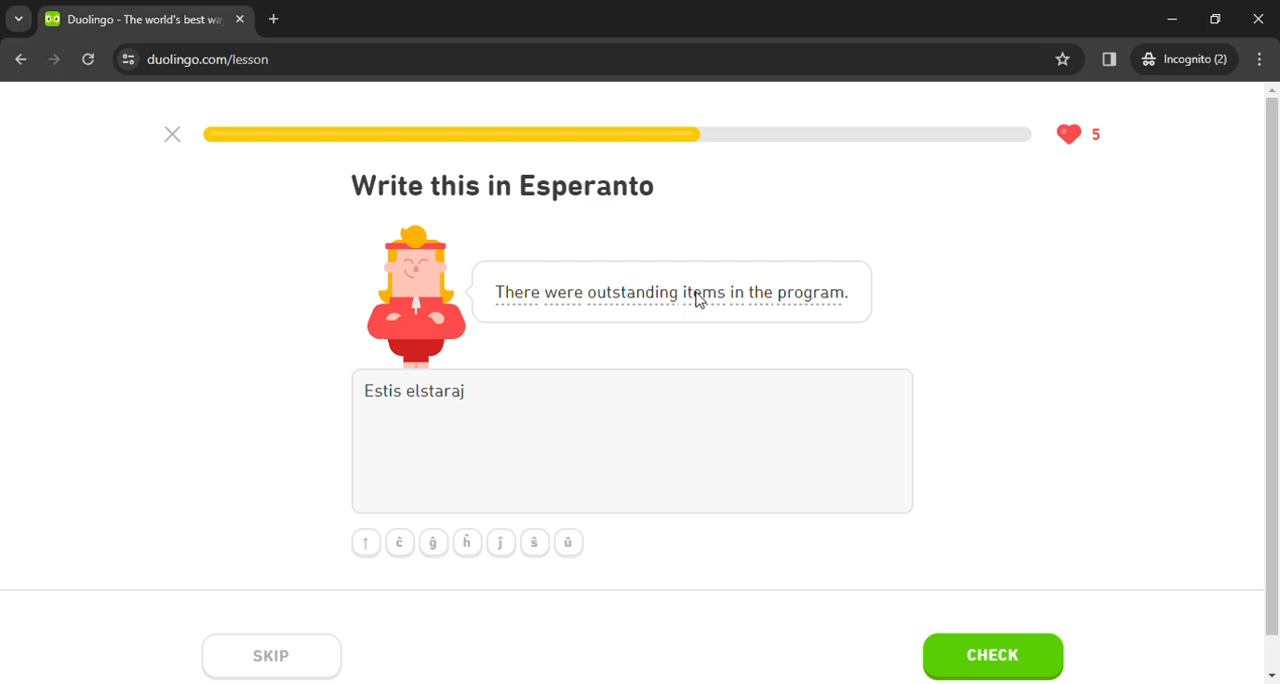 Duolingo - The world's best wa
duolingo.com/lesson
Incognito (2)
5
Write this in Esperanto
There were outstanding items in the program.
Estis elstaraj
↑ ĉ ĝ ĥ ĵ ŝ ŭ
SKIP
CHECK